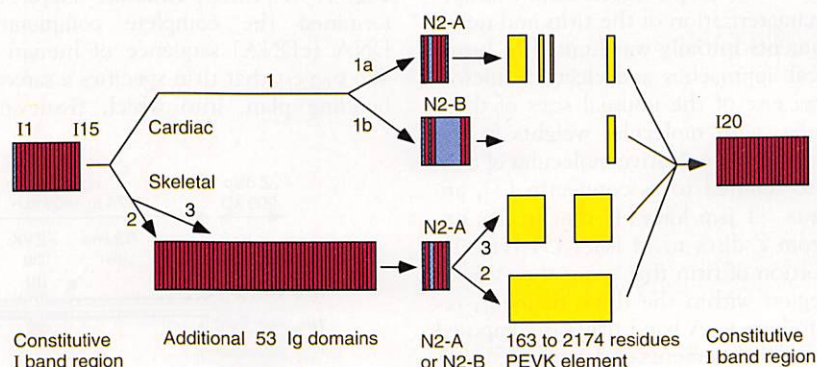 N2-A
1
1a
N2-B
1b
I1 I15
Cardiac
I20
Skeletal
2
3
N2-A
3
2
Constitutive
I band region
Additional 53 Ig domains
N2-A
or N2-B
163 to 2174 residues
PEVK element
Constitutive
I band region